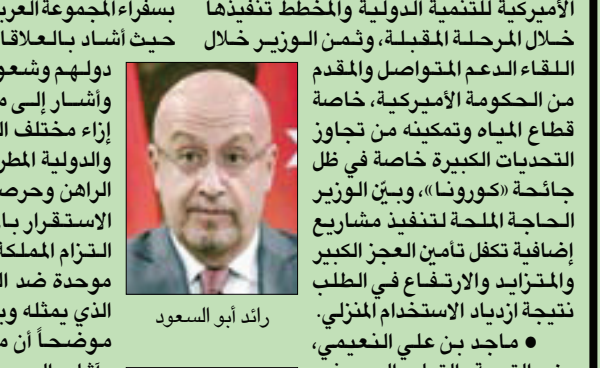 الأميركية للتنمية الدولية والمخطط تنفيذها
خلال المرحلة المقبلة، وثمن الوزير خلال
اللقاء الدعم المتواصل والمقدم
من الحكومة الأميركية، خاصة
قطاع المياه وتمكينه من تجاوز
التحديات الكبيرة خاصة في ظل
جائحة «كورونا»، وبيّن الوزير
الحاجة الملحة لتنفيذ مشاريع
إضافية تكفل تأمين العجز الكبير
والمتزايد والارتفاع في الطلب
نتيجة ازدياد الاستخدام المنزلي.
● ماجد بن علي النعيمي،
رائد أبو السعود
بسفراء المجموعة العربية
حيث أشاد بالعلاقات
دولهم وشعو
وأشار إلى م
إزاء مختلف ال
والدولية المطر
الراهن وحرص
الاستقرار بال
التزام المملكة
موحدة ضد ال
الذي يمثله وب
موضحاً أن م